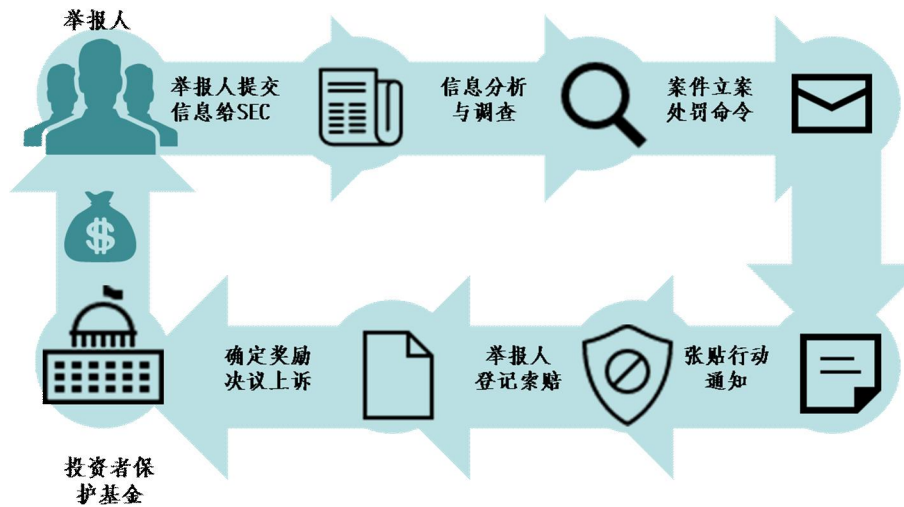 举报人
举报人提交
信息给SEC
信息分析
与调查
案件立案
处罚命令
张贴行动
通知
举报人
登记索赔
确定奖励
决议上诉
投资者保
护基金